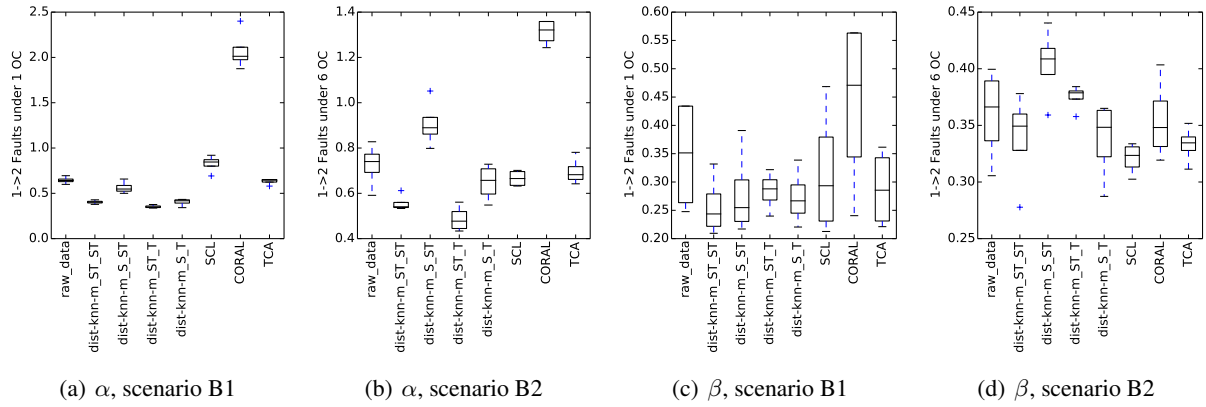 1->2 Faults under 1 OC
2.5
2.0
1.5
1.0
0.5
0.0
raw_data
dist-knn-m_ST_ST
dist-knn-m_S_ST
dist-knn-m_ST_T
dist-knn-m_S_T
SCL
CORAL
TCA
(a) α, scenario B1
1->2 Faults under 6 OC
1.4
1.2
1.0
0.8
0.6
0.4
raw_data
dist-knn-m_ST_ST
dist-knn-m_S_ST
dist-knn-m_ST_T
dist-knn-m_S_T
SCL
CORAL
TCA
(b) α, scenario B2
1->2 Faults under 1 OC
0.60
0.55
0.50
0.45
0.40
0.35
0.30
0.25
0.20
raw_data
dist-knn-m_ST_ST
dist-knn-m_S_ST
dist-knn-m_ST_T
dist-knn-m_S_T
SCL
CORAL
TCA
(c) β, scenario B1
1->2 Faults under 6 OC
0.45
0.40
0.35
0.30
0.25
raw_data
dist-knn-m_ST_ST
dist-knn-m_S_ST
dist-knn-m_ST_T
dist-knn-m_S_T
SCL
CORAL
TCA
(d) β, scenario B2